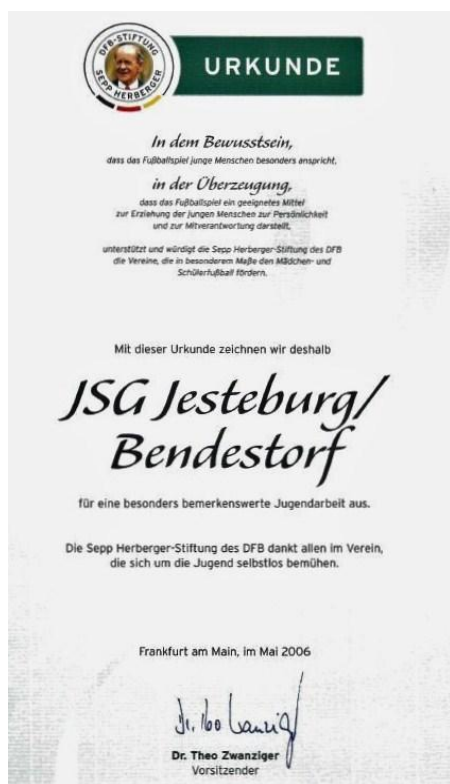 DFB-STIFTUNG
SEPP HERBERGER
URKUNDE
In dem Bewusstsein,
dass das Fußballspiel junge Menschen besonders anspricht,
in der Überzeugung,
dass das Fußballspiel ein geeignetes Mittel
zur Erziehung der jungen Menschen zur Persönlichkeit
und zur Mitverantwortung darstellt,
unterstützt und würdigt die Sepp Herberger-Stiftung des DFB
die Vereine, die in besonderem Maße den Mädchen- und
Schülerfußball fördern.
Mit dieser Urkunde zeichnen wir deshalb
JSG Jesteburg/
Bendestorf
für eine besonders bemerkenswerte Jugendarbeit aus.
Die Sepp Herberger-Stiftung des DFB dankt allen im Verein,
die sich um die Jugend selbstlos bemühen.
Frankfurt am Main, im Mai 2006
Dr. Theo Zwanziger
Dr. Theo Zwanziger
Vorsitzender